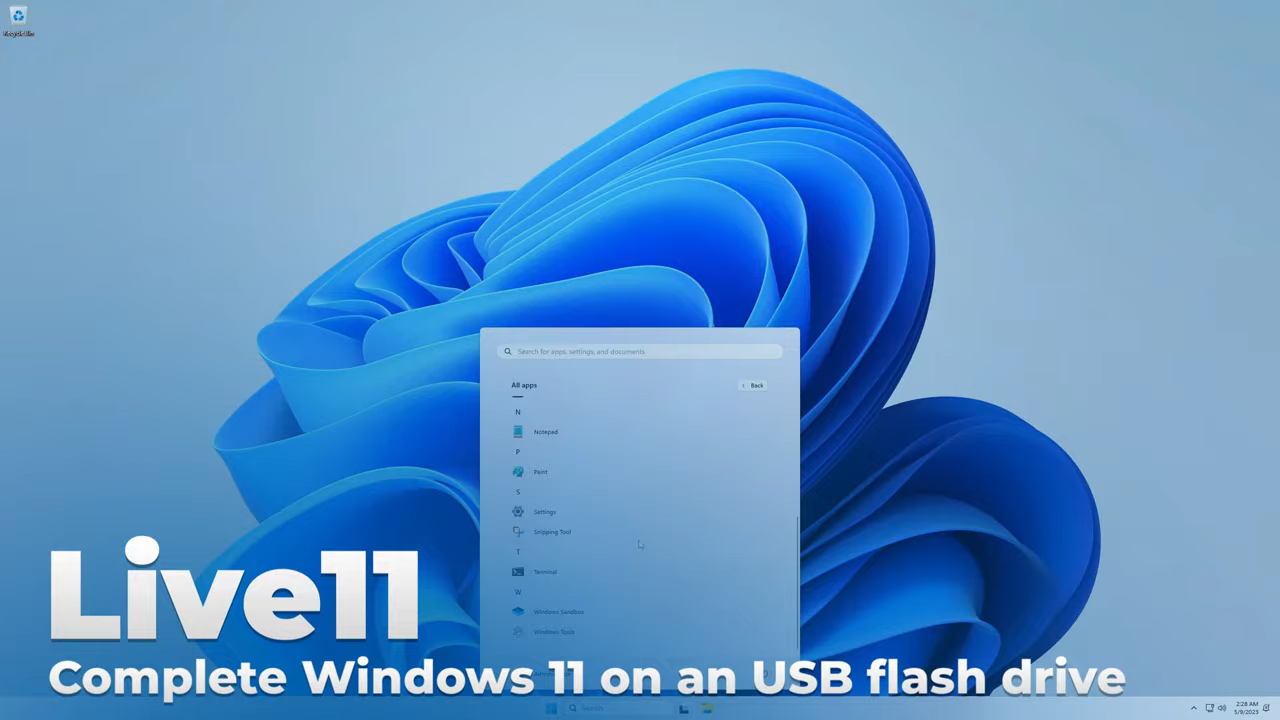 Recycle Bin
Search for apps, settings, and documents
All apps
Back
N
Notepad
P
Paint
S
Settings
Snipping Tool
T
Terminal
W
Windows Sandbox
Windows Tools
Live11
Complete Windows 11 on an USB flash drive
Search
2:28 AM
5/9/2023